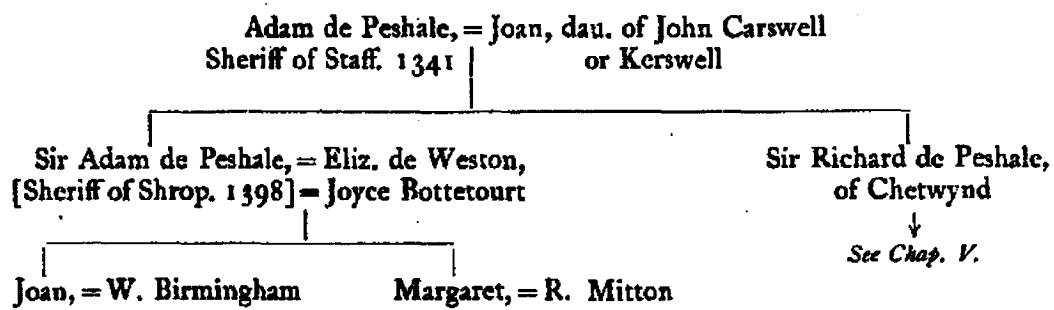 Adam de Peshale, = Joan, dau. of John Carswell
Sheriff of Staff. 1341 or Kerswell
Sir Adam de Peshale, = Eliz. de Weston,
[Sheriff of Shrop. 1398] = Joyce Bottetourt
Sir Richard de Peshale,
of Chetwynd
See Chap. V.
Joan, = W. Birmingham
Margaret, = R. Mitton